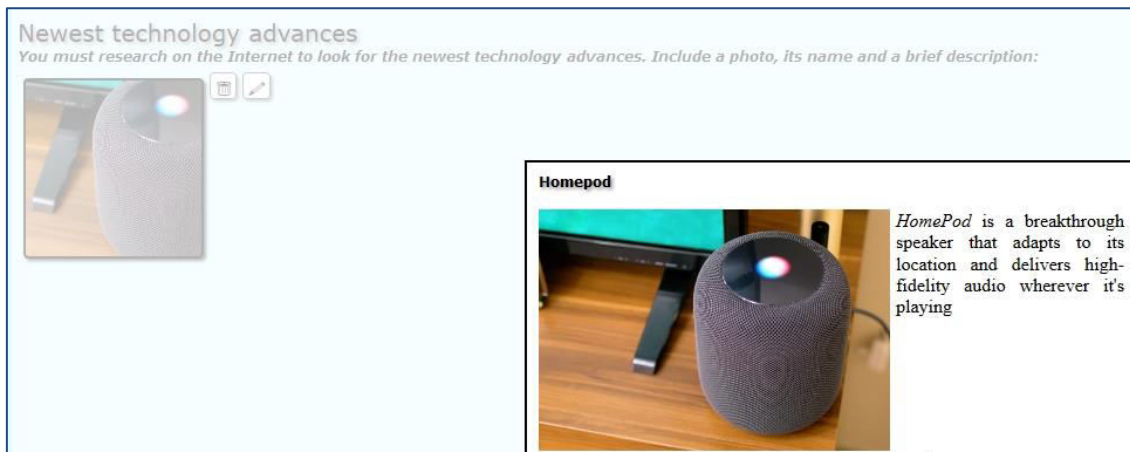 Newest technology advances
You must research on the Internet to look for the newest technology advances. Include a photo, its name and a brief description:
Homepod
HomePod is a breakthrough
speaker that adapts to its
location and delivers high-
fidelity audio wherever it's
playing